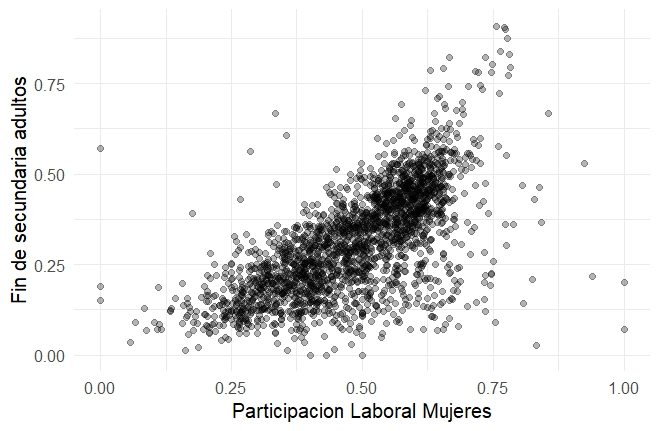 Fin de secundaria adultos
0.75
0.50
0.25
0.00
0.00 0.25 0.50 0.75 1.00
Participacion Laboral Mujeres